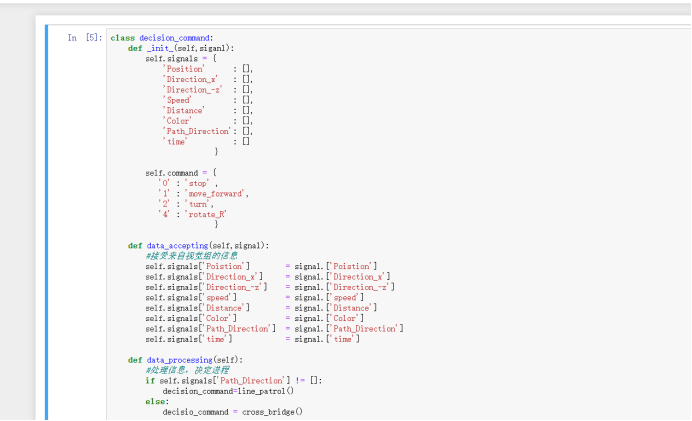 In [5]: class decision_command:
def _init_(self,siganl):
self.signals = {
'Position' : [],
'Direction_x' : [],
'Direction_-z' : [],
'Speed' : [],
'Distance' : [],
'Color' : [],
'Path_Direction': [],
'time' : []
}
self.command = {
'0' : 'stop' ,
'1' : 'move_forward',
'2' : 'turn',
'4' : 'rotate_R'
}
def data_accepting(self,signal):
#接受来自视觉组的信息
self.signals['Poistion'] = signal.['Poistion']
self.signals['Direction_x'] = signal.['Direction_x']
self.signals['Direction_-z'] = signal.['Direction_-z']
self.signals['speed'] = signal.['speed']
self.signals['Distance'] = signal.['Distance']
self.signals['Color'] = signal.['Color']
self.signals['Path_Direction'] = signal.['Path_Direction']
self.signals['time'] = signal.['time']
def data_processing(self):
#处理信息，决定进程
if self.signals['Path_Direction'] != []:
decision_command=line_patrol()
else:
decisio_command = cross_bridge()